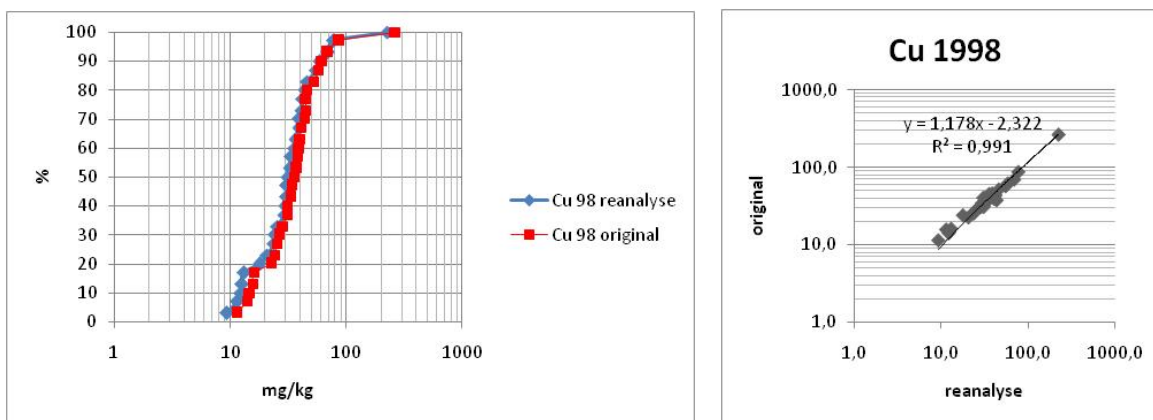 100
90
80
70
60
50
40
30
20
10
0
%
1 10 100 1000
mg/kg
Cu 98 reanalyse
Cu 98 original
Cu 1998
1000,0
100,0
10,0
1,0
original
y = 1,178x - 2,322
R² = 0,991
1,0 10,0 100,0 1000,0
reanalyse